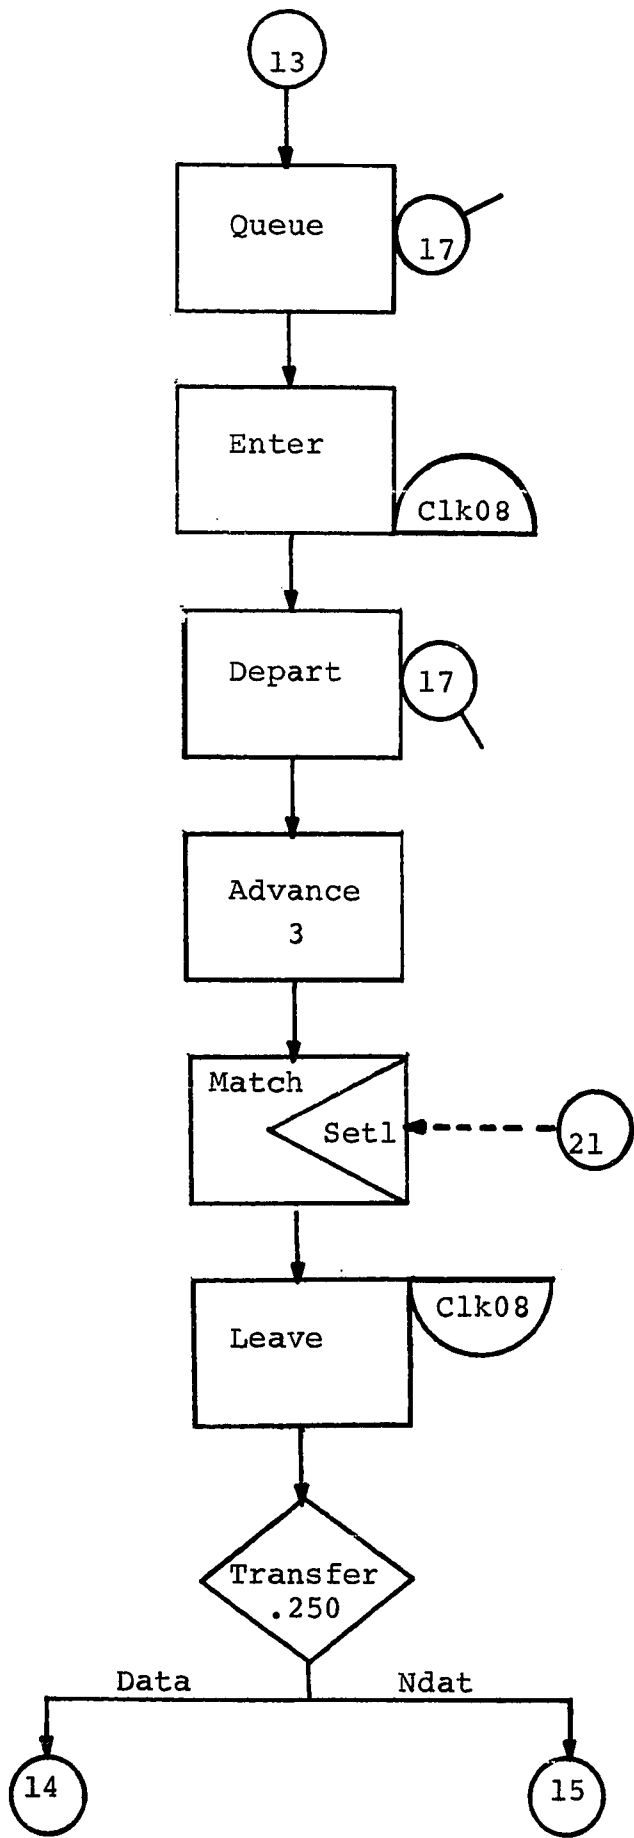 13
Queue
17
Enter
Clk08
Depart
17
Advance
3
Match
Set1
21
Clk08
Leave
Transfer
.250
Data
Ndat
14
15